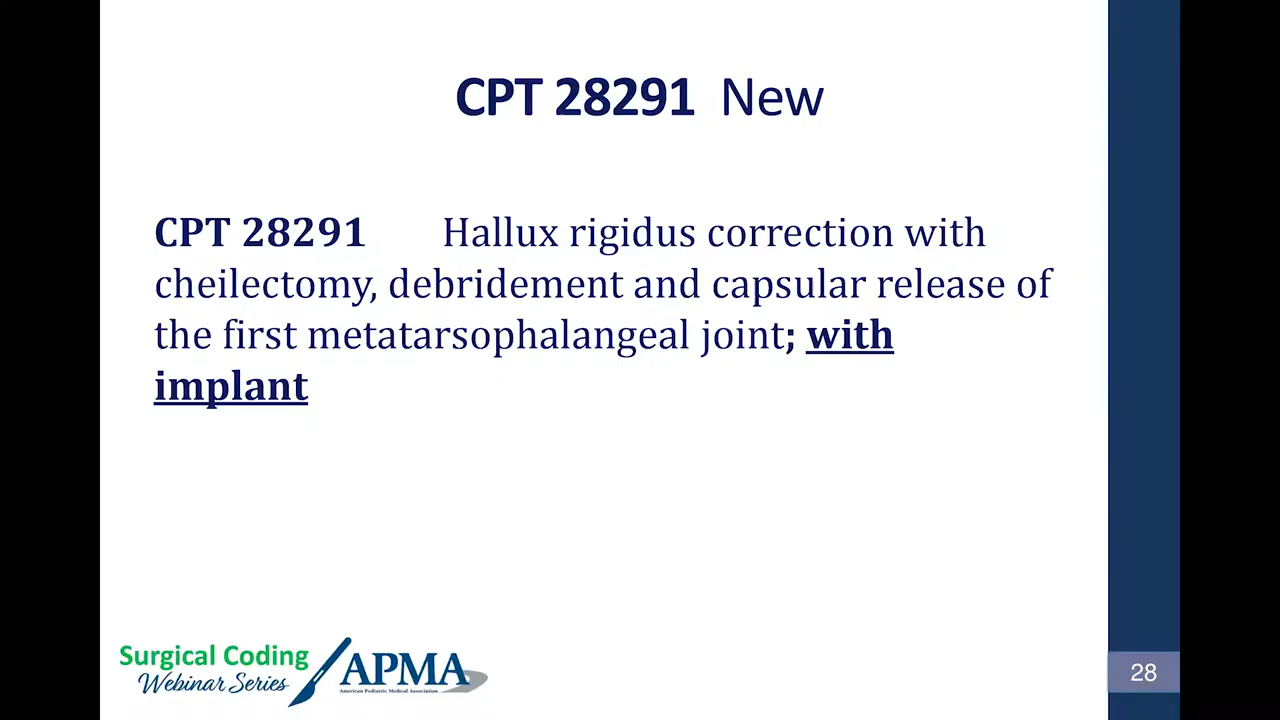 CPT 28291 New
CPT 28291 Hallux rigidus correction with
cheilectomy, debridement and capsular release of
the first metatarsophalangeal joint; with
implant
Surgical Coding
Webinar Series
APMA
American Podiatric Medical Association
28